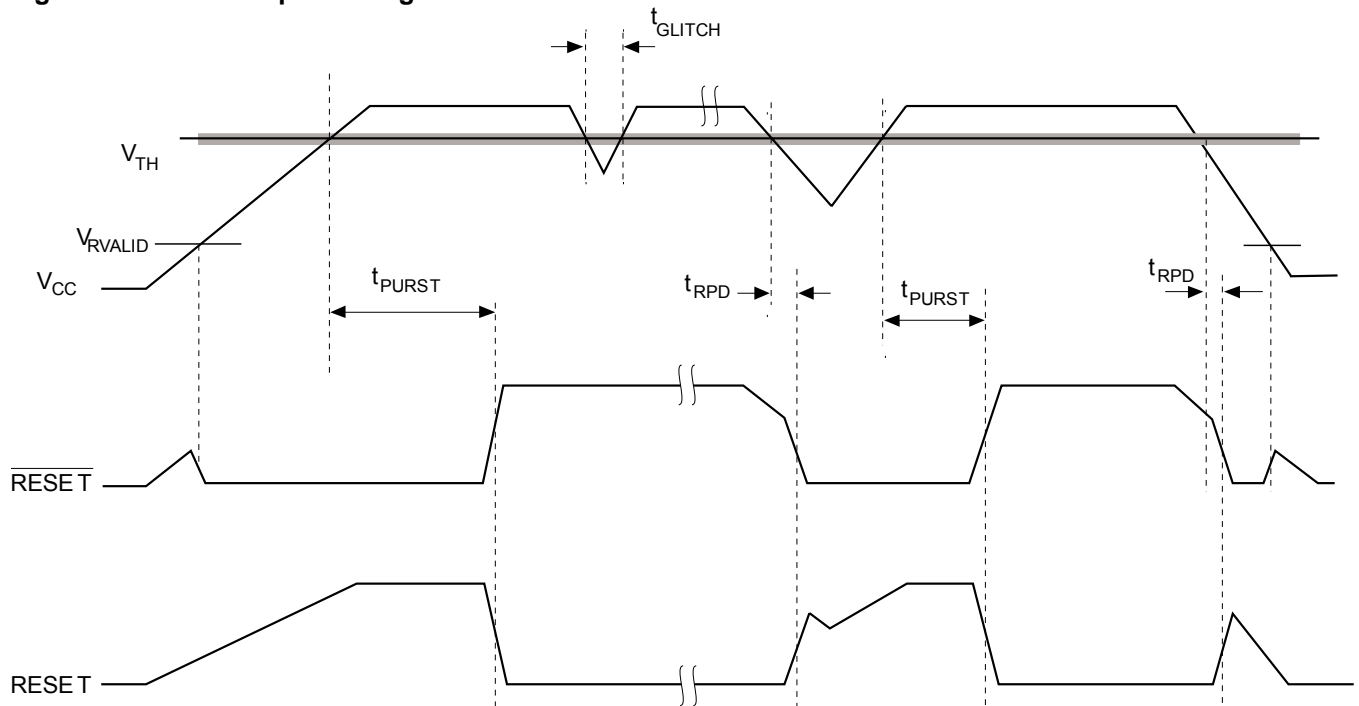 tGLITCH
VTH
VRVALID
VCC
tPURST
tRPD
tPURST
tRPD
RESET
RESET